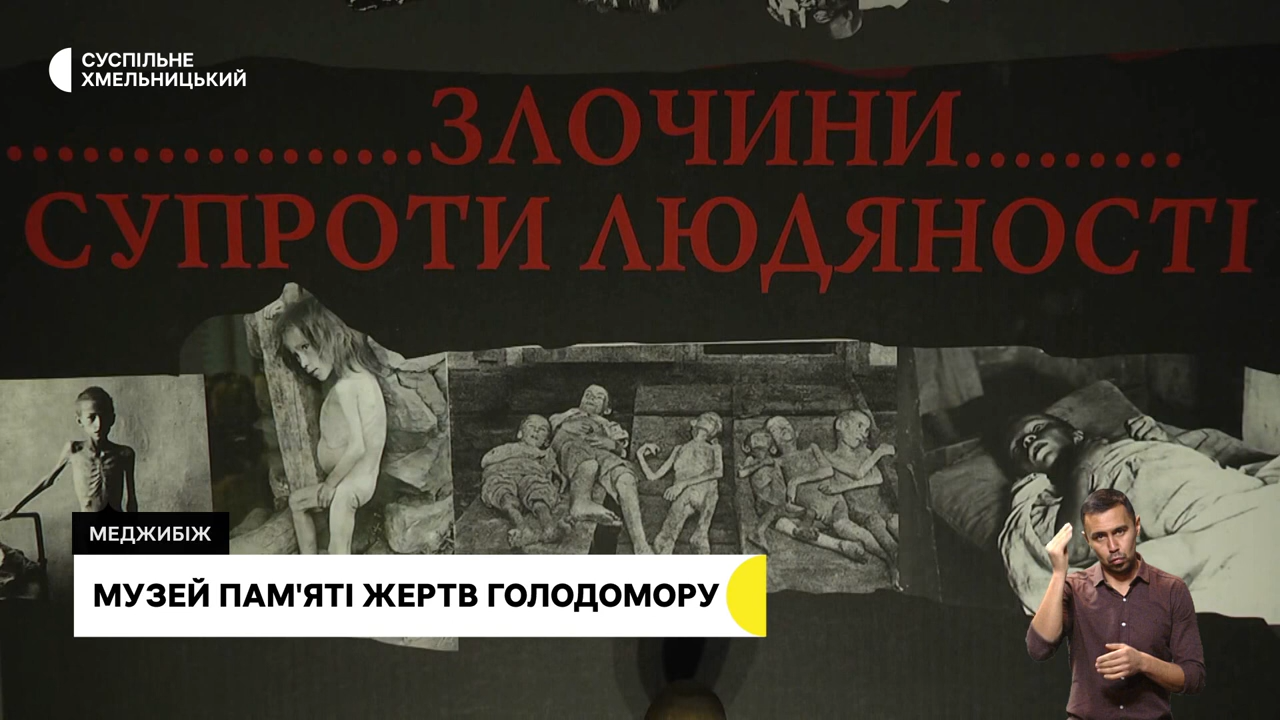 СУСПІЛЬНЕ
ХМЕЛЬНИЦЬКИЙ
.................ЗЛОЧИНИ.........
СУПРОТИ ЛЮДЯНОСТІ
МЕДЖИБІЖ
МУЗЕЙ ПАМ'ЯТІ ЖЕРТВ ГОЛОДОМОРУ